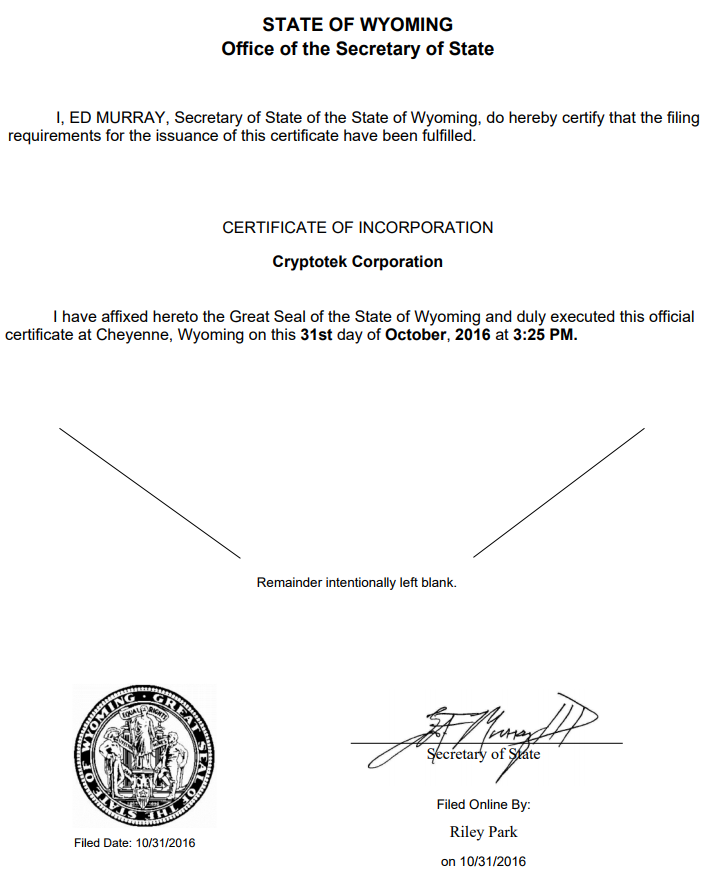 STATE OF WYOMING
Office of the Secretary of State
I, ED MURRAY, Secretary of State of the State of Wyoming, do hereby certify that the filing
requirements for the issuance of this certificate have been fulfilled.
CERTIFICATE OF INCORPORATION
Cryptotek Corporation
I have affixed hereto the Great Seal of the State of Wyoming and duly executed this official
certificate at Cheyenne, Wyoming on this 31st day of October, 2016 at 3:25 PM.
Remainder intentionally left blank.
GREAT SEAL OF THE STATE OF WYOMING
EQUAL RIGHTS
Filed Date: 10/31/2016
Ed Murray
Secretary of State
Filed Online By:
Riley Park
on 10/31/2016